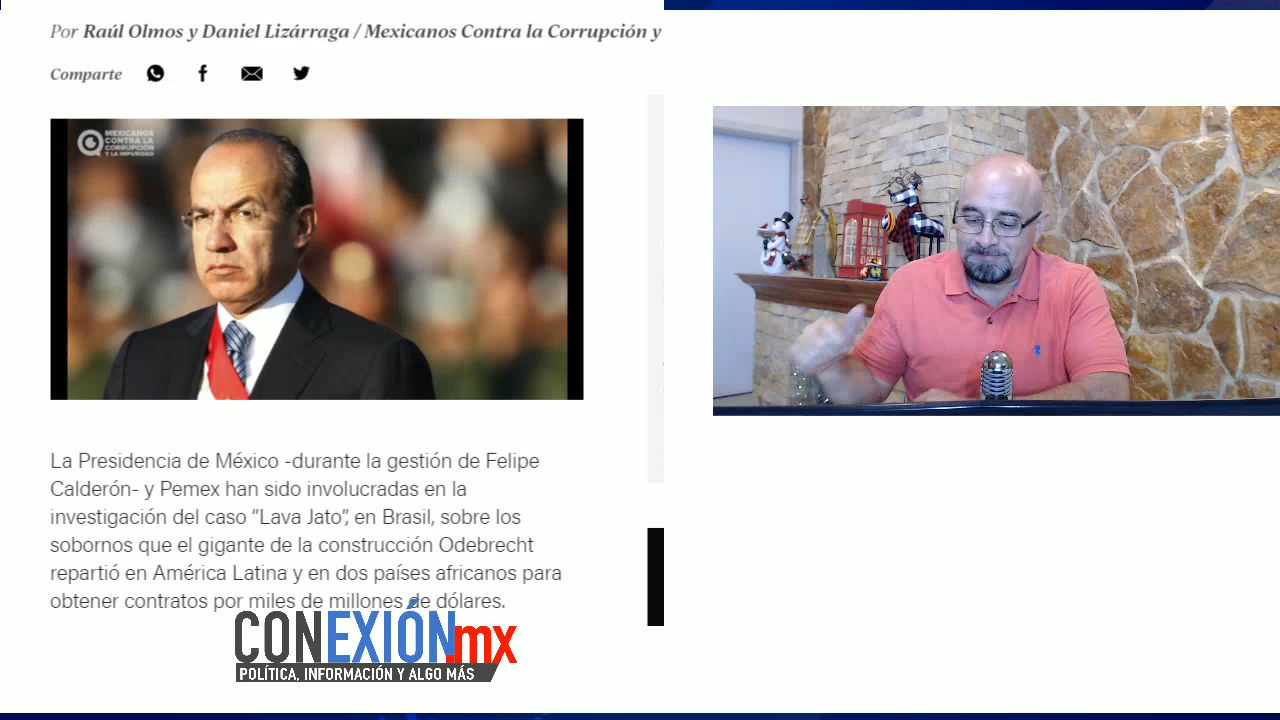 Por Raúl Olmos y Daniel Lizárraga / Mexicanos Contra la Corrupción y
Comparte
MEXICANOS
CONTRA LA
CORRUPCIÓN
Y LA IMPUNIDAD
La Presidencia de México -durante la gestión de Felipe
Calderón- y Pemex han sido involucradas en la
investigación del caso “Lava Jato”, en Brasil, sobre los
sobornos que el gigante de la construcción Odebrecht
repartió en América Latina y en dos países africanos para
obtener contratos por miles de millones de dólares.
CONEXIÓN.mx
POLÍTICA, INFORMACIÓN Y ALGO MÁS